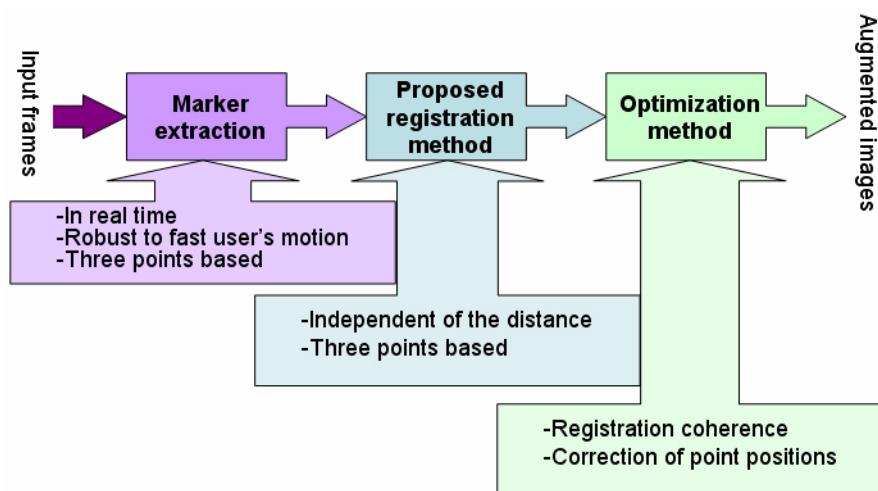 Input frames
Marker
extraction
Proposed
registration
method
Optimization
method
Augmented images
-In real time
-Robust to fast user's motion
-Three points based
-Independent of the distance
-Three points based
-Registration coherence
-Correction of point positions